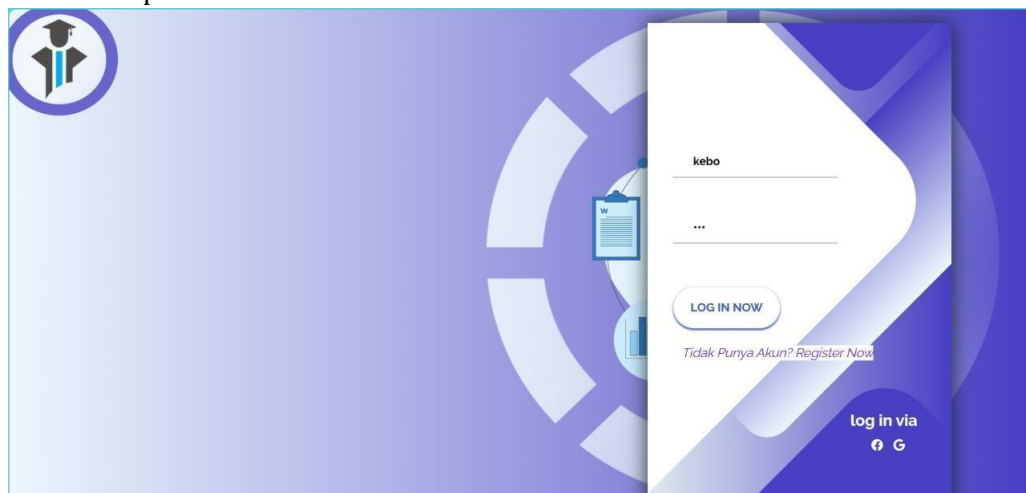 kebo
W
...
LOG IN NOW
Tidak Punya Akun? Register Now
log in via
G